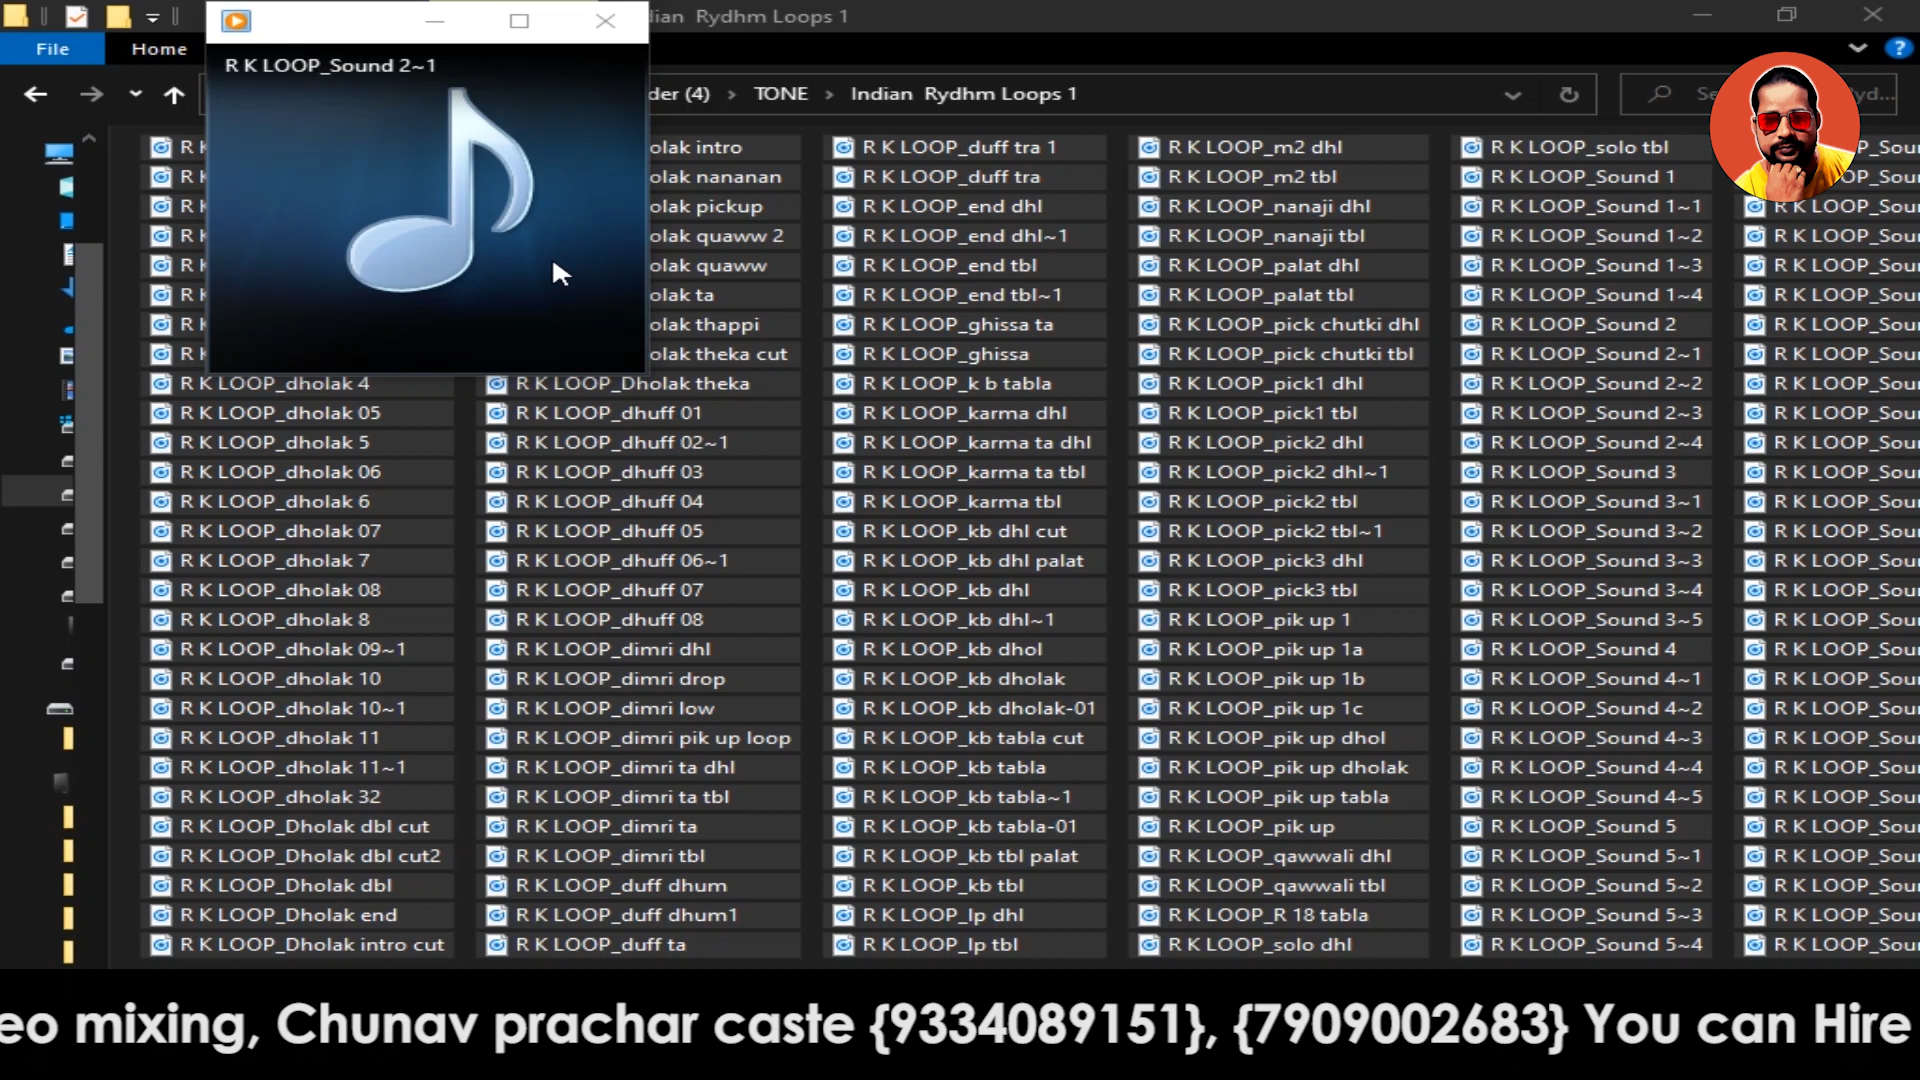 dian Rydhm Loops 1
File
Home
R K LOOP_Sound 2~1
der (4) > TONE > Indian Rydhm Loops 1
R K LOOP_dholak 4
R K LOOP_dholak 05
R K LOOP_dholak 5
R K LOOP_dholak 06
R K LOOP_dholak 6
R K LOOP_dholak 07
R K LOOP_dholak 7
R K LOOP_dholak 08
R K LOOP_dholak 8
R K LOOP_dholak 09~1
R K LOOP_dholak 10
R K LOOP_dholak 10~1
R K LOOP_dholak 11
R K LOOP_dholak 11~1
R K LOOP_dholak 32
R K LOOP_Dholak dbl cut
R K LOOP_Dholak dbl cut2
R K LOOP_Dholak dbl
R K LOOP_Dholak end
R K LOOP_Dholak intro cut
olak intro
olak nananan
olak pickup
olak quaww 2
olak quaww
olak ta
olak thappi
olak theka cut
R K LOOP_Dholak theka
R K LOOP_dhuff 01
R K LOOP_dhuff 02~1
R K LOOP_dhuff 03
R K LOOP_dhuff 04
R K LOOP_dhuff 05
R K LOOP_dhuff 06~1
R K LOOP_dhuff 07
R K LOOP_dhuff 08
R K LOOP_dimri dhl
R K LOOP_dimri drop
R K LOOP_dimri low
R K LOOP_dimri pik up loop
R K LOOP_dimri ta dhl
R K LOOP_dimri ta tbl
R K LOOP_dimri ta
R K LOOP_dimri tbl
R K LOOP_duff dhum
R K LOOP_duff dhum1
R K LOOP_duff ta
R K LOOP_duff tra 1
R K LOOP_duff tra
R K LOOP_end dhl
R K LOOP_end dhl~1
R K LOOP_end tbl
R K LOOP_end tbl~1
R K LOOP_ghissa ta
R K LOOP_ghissa
R K LOOP_k b tabla
R K LOOP_karma dhl
R K LOOP_karma ta dhl
R K LOOP_karma ta tbl
R K LOOP_karma tbl
R K LOOP_kb dhl cut
R K LOOP_kb dhl palat
R K LOOP_kb dhl
R K LOOP_kb dhl~1
R K LOOP_kb dhol
R K LOOP_kb dholak
R K LOOP_kb dholak-01
R K LOOP_kb tabla cut
R K LOOP_kb tabla
R K LOOP_kb tabla~1
R K LOOP_kb tabla-01
R K LOOP_kb tbl palat
R K LOOP_kb tbl
R K LOOP_lp dhl
R K LOOP_lp tbl
R K LOOP_m2 dhl
R K LOOP_m2 tbl
R K LOOP_nanaji dhl
R K LOOP_nanaji tbl
R K LOOP_palat dhl
R K LOOP_palat tbl
R K LOOP_pick chutki dhl
R K LOOP_pick chutki tbl
R K LOOP_pick1 dhl
R K LOOP_pick1 tbl
R K LOOP_pick2 dhl
R K LOOP_pick2 dhl~1
R K LOOP_pick2 tbl
R K LOOP_pick2 tbl~1
R K LOOP_pick3 dhl
R K LOOP_pick3 tbl
R K LOOP_pik up 1
R K LOOP_pik up 1a
R K LOOP_pik up 1b
R K LOOP_pik up 1c
R K LOOP_pik up dhol
R K LOOP_pik up dholak
R K LOOP_pik up tabla
R K LOOP_pik up
R K LOOP_qawwali dhl
R K LOOP_qawwali tbl
R K LOOP_R 18 tabla
R K LOOP_solo dhl
R K LOOP_solo tbl
R K LOOP_Sound 1
R K LOOP_Sound 1~1
R K LOOP_Sound 1~2
R K LOOP_Sound 1~3
R K LOOP_Sound 1~4
R K LOOP_Sound 2
R K LOOP_Sound 2~1
R K LOOP_Sound 2~2
R K LOOP_Sound 2~3
R K LOOP_Sound 2~4
R K LOOP_Sound 3
R K LOOP_Sound 3~1
R K LOOP_Sound 3~2
R K LOOP_Sound 3~3
R K LOOP_Sound 3~4
R K LOOP_Sound 3~5
R K LOOP_Sound 4
R K LOOP_Sound 4~1
R K LOOP_Sound 4~2
R K LOOP_Sound 4~3
R K LOOP_Sound 4~4
R K LOOP_Sound 4~5
R K LOOP_Sound 5
R K LOOP_Sound 5~1
R K LOOP_Sound 5~2
R K LOOP_Sound 5~3
R K LOOP_Sound 5~4
eo mixing, Chunav prachar caste {9334089151}, {7909002683} You can Hire